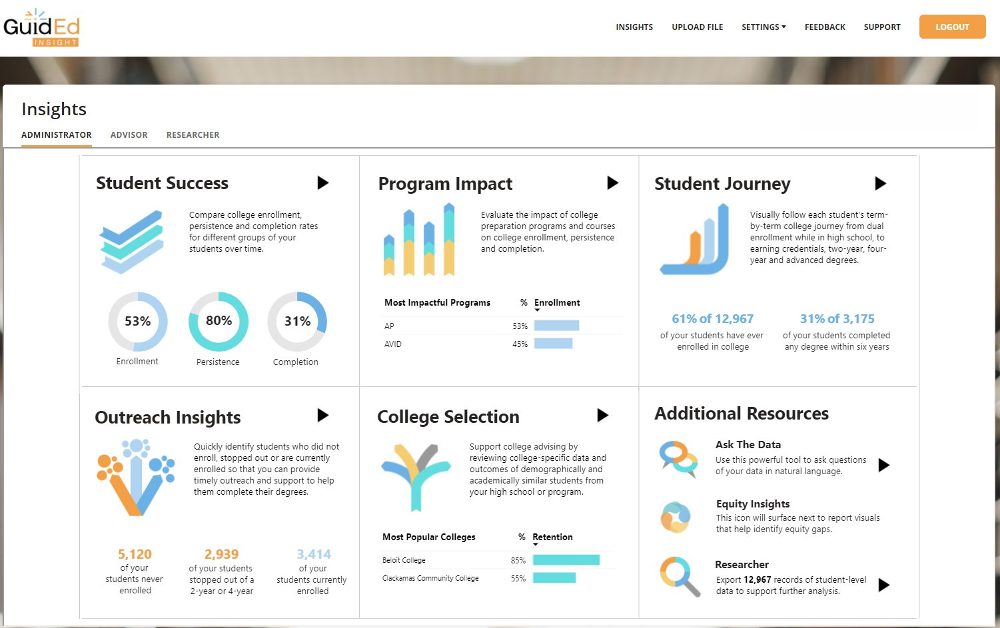 GuidEd
INSIGHT
INSIGHTS
UPLOAD FILE
SETTINGS
FEEDBACK
SUPPORT
LOGOUT
Insights
ADMINISTRATOR
ADVISOR
RESEARCHER
Student Success
Compare college enrollment,
persistence and completion rates
for different groups of your
students over time.
53%
80%
31%
Enrollment
Persistence
Completion
Program Impact
Evaluate the impact of college
preparation programs and courses
on college enrollment, persistence
and completion.
Most Impactful Programs % Enrollment
AP 53%
AVID 45%
Student Journey
Visually follow each student's term-
by-term college journey from dual
enrollment while in high school, to
earning credentials, two-year, four-
year and advanced degrees.
61% of 12,967
of your students have ever
enrolled in college
31% of 3,175
of your students completed
any degree within six years
Outreach Insights
Quickly identify students who did not
enroll, stopped out or are currently
enrolled so that you can provide
timely outreach and support to help
them complete their degrees.
5,120
of your
students never
enrolled
2,939
of your students
stopped out of a
2-year or 4-year
3,414
of your
students currently
enrolled
College Selection
Support college advising by
reviewing college-specific data and
outcomes of demographically and
academically similar students from
your high school or program.
Most Popular Colleges % Retention
Beloit College 85%
Clackamas Community College 55%
Additional Resources
Ask The Data
Use this powerful tool to ask questions
of your data in natural language.
Equity Insights
This icon will surface next to report visuals
that help identify equity gaps.
Researcher
Export 12,967 records of student-level
data to support further analysis.